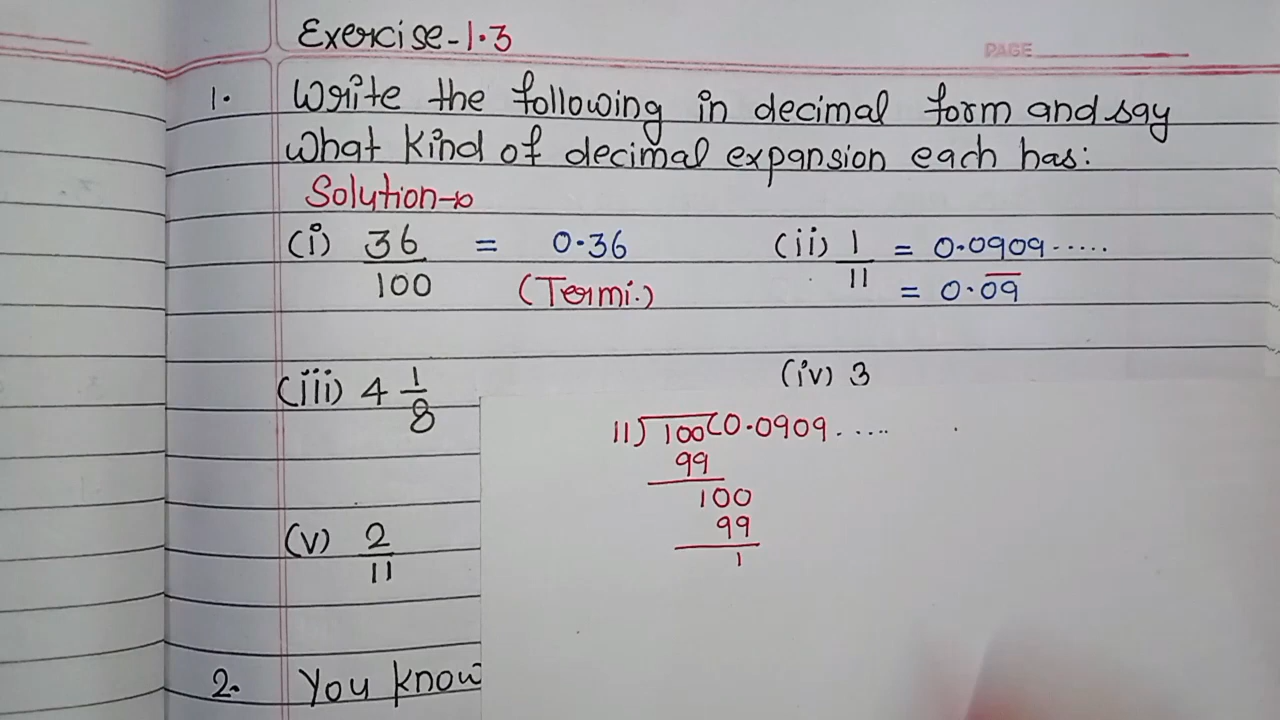 Exercise-1.3
PAGE
1. Write the following in decimal form and say
what kind of decimal expansion each has:
Solution→
(i) 36/100 = 0.36 (Termi.)
(ii) 1/11 = 0.0909.....
= 0.0̅9̅
(iii) 4 1/8
(iv) 3
11) 100 (0.0909.....
99
100
99
1
(v) 2/11
2. You know